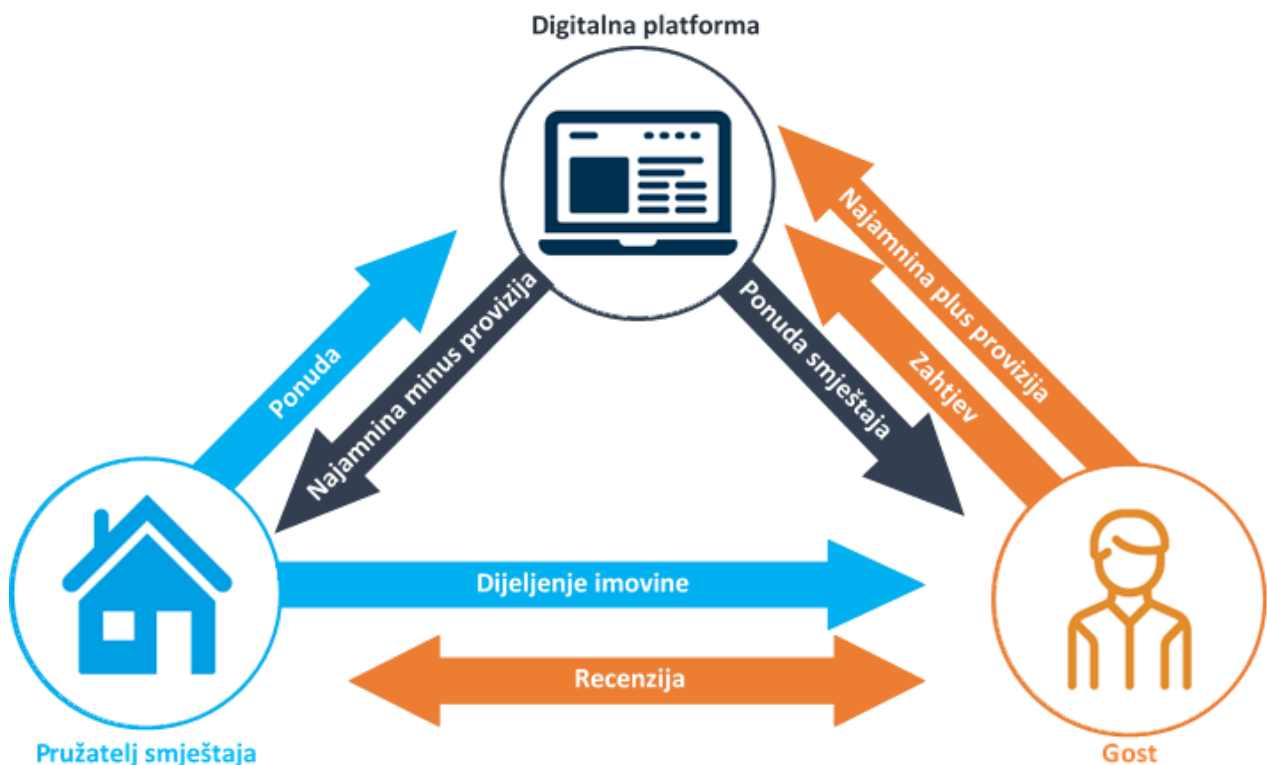 Digitalna platforma
Ponuda
Najamnina minus provizija
Ponuda smještaja
Zahtjev
Najamnina plus provizija
Dijeljenje imovine
Recenzija
Pružatelj smještaja
Gost